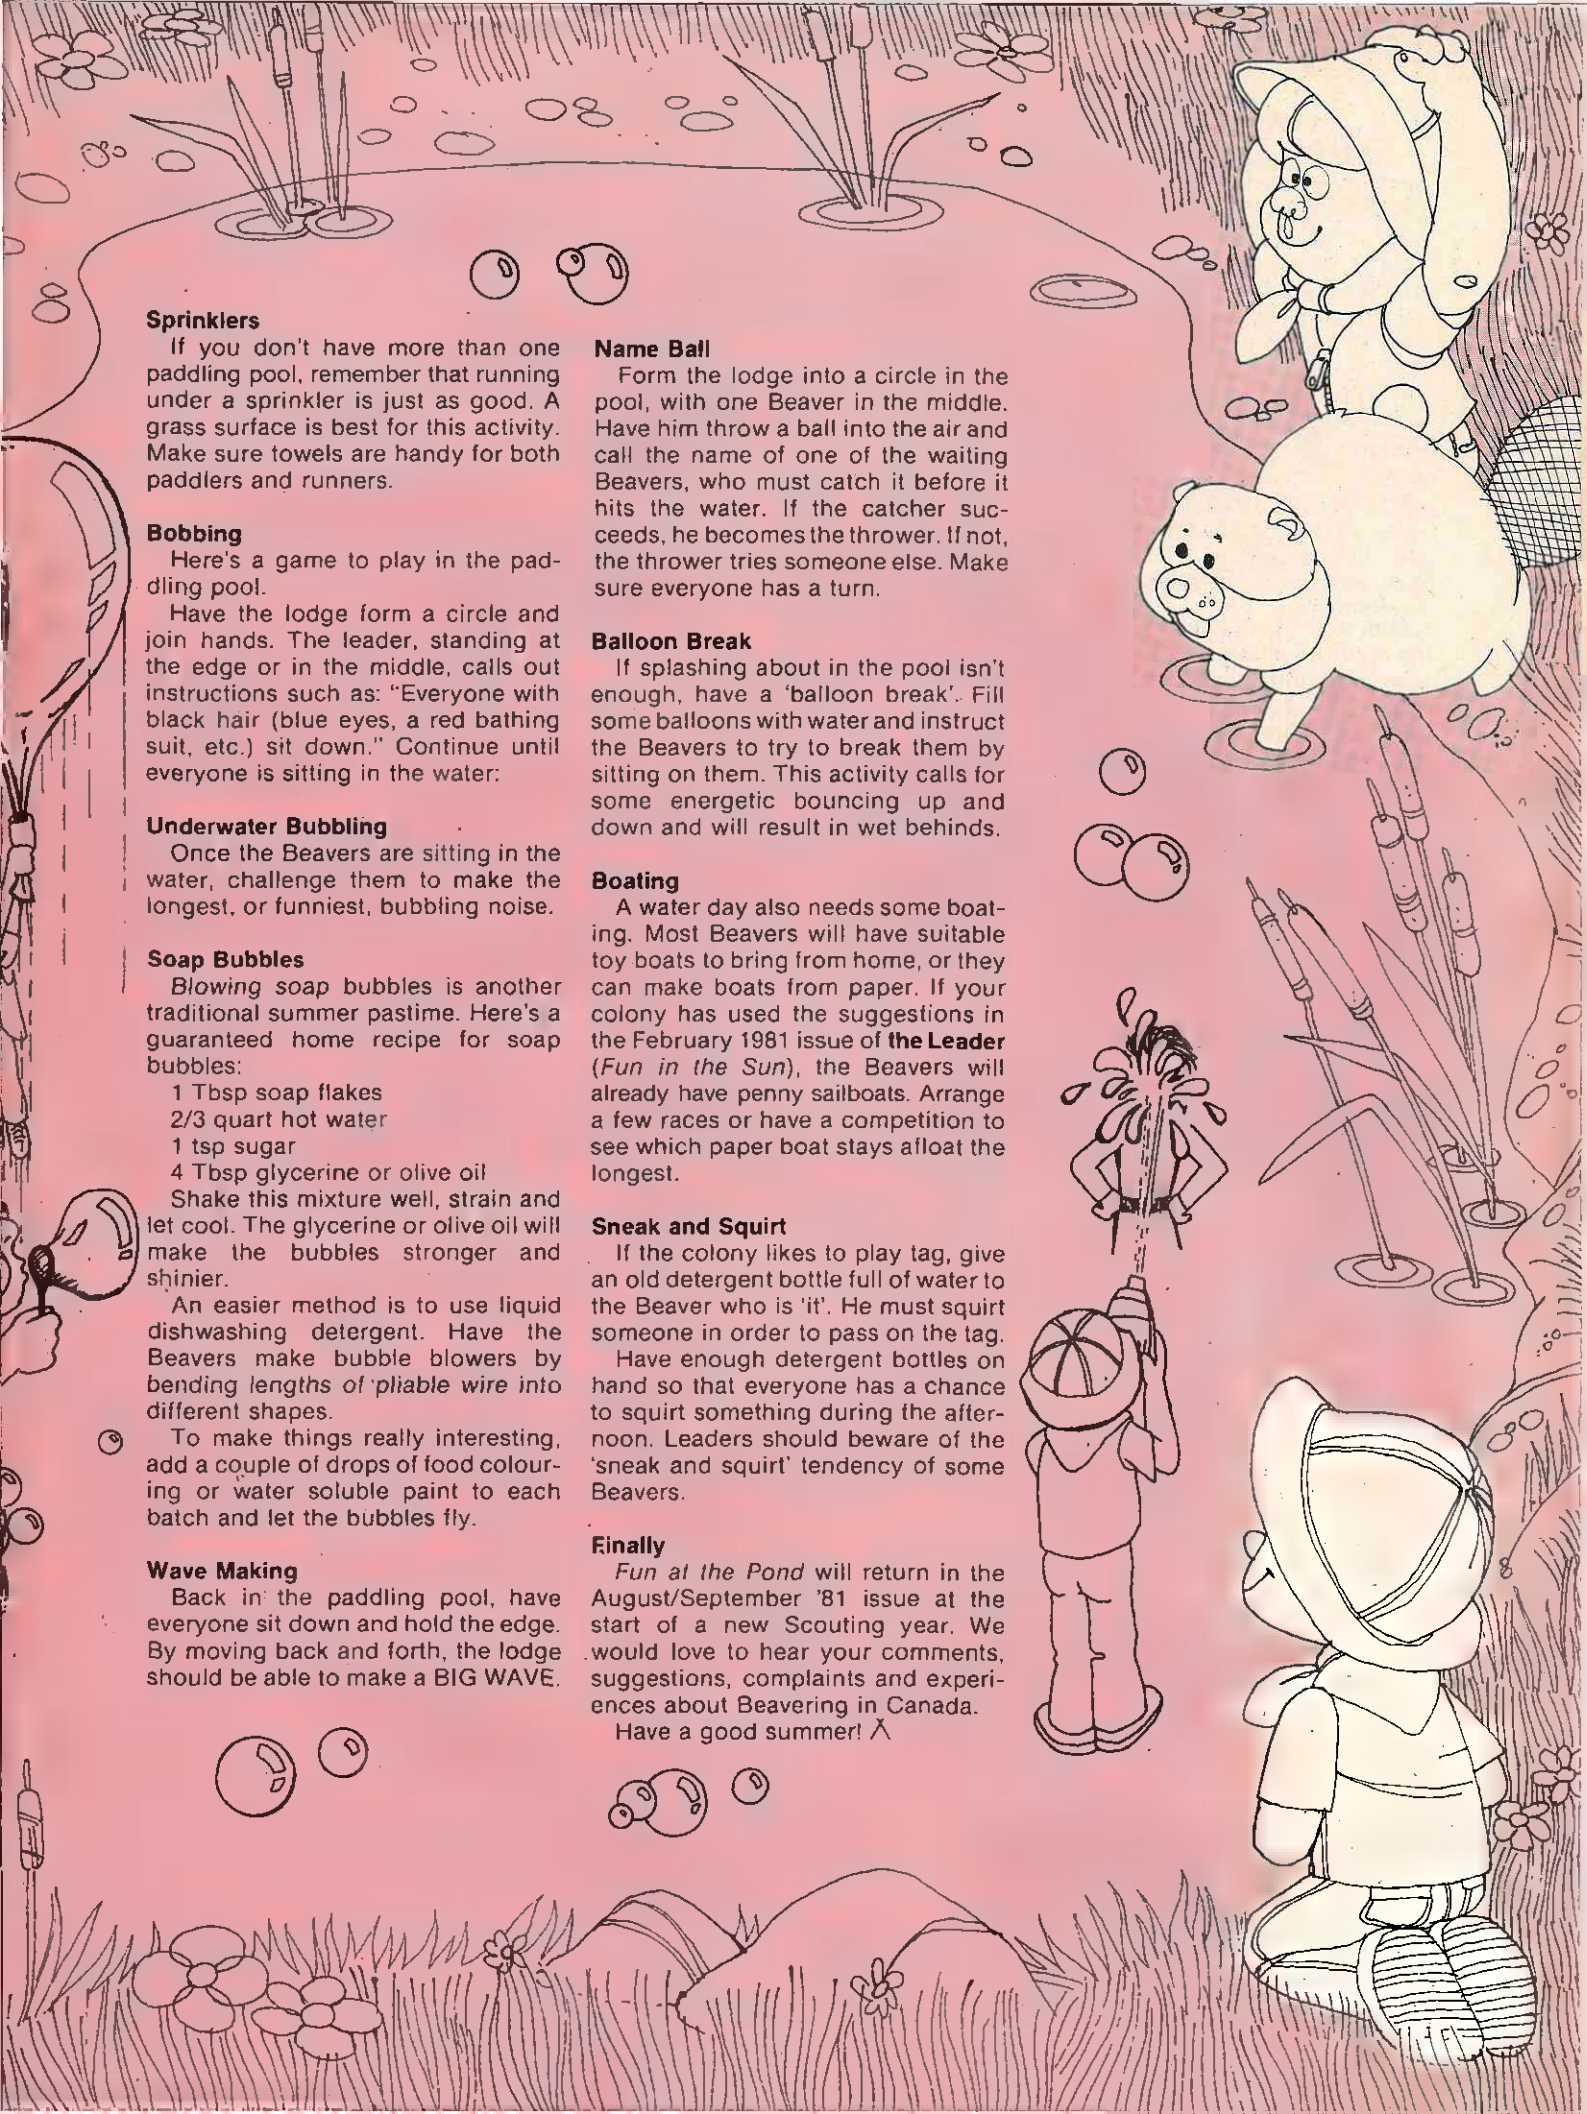 Sprinklers
If you don't have more than one
paddling pool, remember that running
under a sprinkler is just as good. A
grass surface is best for this activity.
Make sure towels are handy for both
paddlers and runners.
Bobbing
Here's a game to play in the pad-
dling pool.
Have the lodge form a circle and
join hands. The leader, standing at
the edge or in the middle, calls out
instructions such as: "Everyone with
black hair (blue eyes, a red bathing
suit, etc.) sit down." Continue until
everyone is sitting in the water:
Underwater Bubbling
Once the Beavers are sitting in the
water, challenge them to make the
longest, or funniest, bubbling noise.
Soap Bubbles
Blowing soap bubbles is another
traditional summer pastime. Here's a
guaranteed home recipe for soap
bubbles:
1 Tbsp soap flakes
2/3 quart hot water
1 tsp sugar
4 Tbsp glycerine or olive oil
Shake this mixture well, strain and
let cool. The glycerine or olive oil will
make the bubbles stronger and
shinier.
An easier method is to use liquid
dishwashing detergent. Have the
Beavers make bubble blowers by
bending lengths of pliable wire into
different shapes.
To make things really interesting,
add a couple of drops of food colour-
ing or water soluble paint to each
batch and let the bubbles fly.
Wave Making
Back in the paddling pool, have
everyone sit down and hold the edge.
By moving back and forth, the lodge
should be able to make a BIG WAVE.
Name Ball
Form the lodge into a circle in the
pool, with one Beaver in the middle.
Have him throw a ball into the air and
call the name of one of the waiting
Beavers, who must catch it before it
hits the water. If the catcher suc-
ceeds, he becomes the thrower. If not,
the thrower tries someone else. Make
sure everyone has a turn.
Balloon Break
If splashing about in the pool isn't
enough, have a 'balloon break'. Fill
some balloons with water and instruct
the Beavers to try to break them by
sitting on them. This activity calls for
some energetic bouncing up and
down and will result in wet behinds.
Boating
A water day also needs some boat-
ing. Most Beavers will have suitable
toy boats to bring from home, or they
can make boats from paper. If your
colony has used the suggestions in
the February 1981 issue of the Leader
(Fun in the Sun), the Beavers will
already have penny sailboats. Arrange
a few races or have a competition to
see which paper boat stays afloat the
longest.
Sneak and Squirt
If the colony likes to play tag, give
an old detergent bottle full of water to
the Beaver who is 'it'. He must squirt
someone in order to pass on the tag.
Have enough detergent bottles on
hand so that everyone has a chance
to squirt something during the after-
noon. Leaders should beware of the
'sneak and squirt' tendency of some
Beavers.
Finally
Fun at the Pond will return in the
August/September '81 issue at the
start of a new Scouting year. We
would love to hear your comments,
suggestions, complaints and experi-
ences about Beavering in Canada.
Have a good summer!